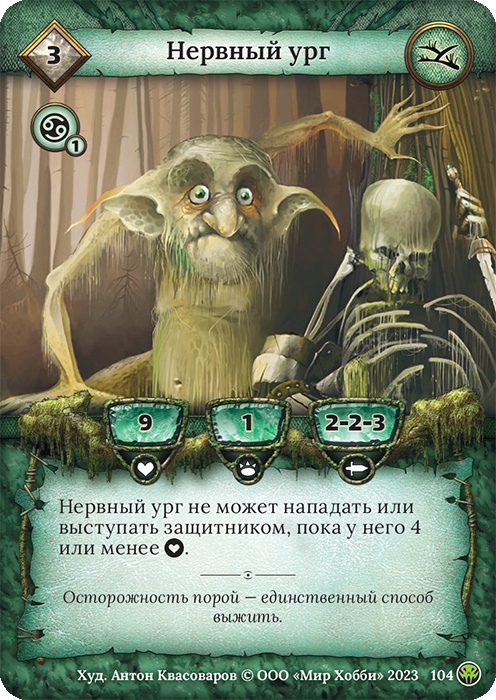 3
Нервный ург
1
9
1
2-2-3
Нервный ург не может нападать или
выступать защитником, пока у него 4
или менее ♥.
Осторожность порой — единственный способ
выжить.
Худ. Антон Квасоваров © ООО «Мир Хобби» 2023 104